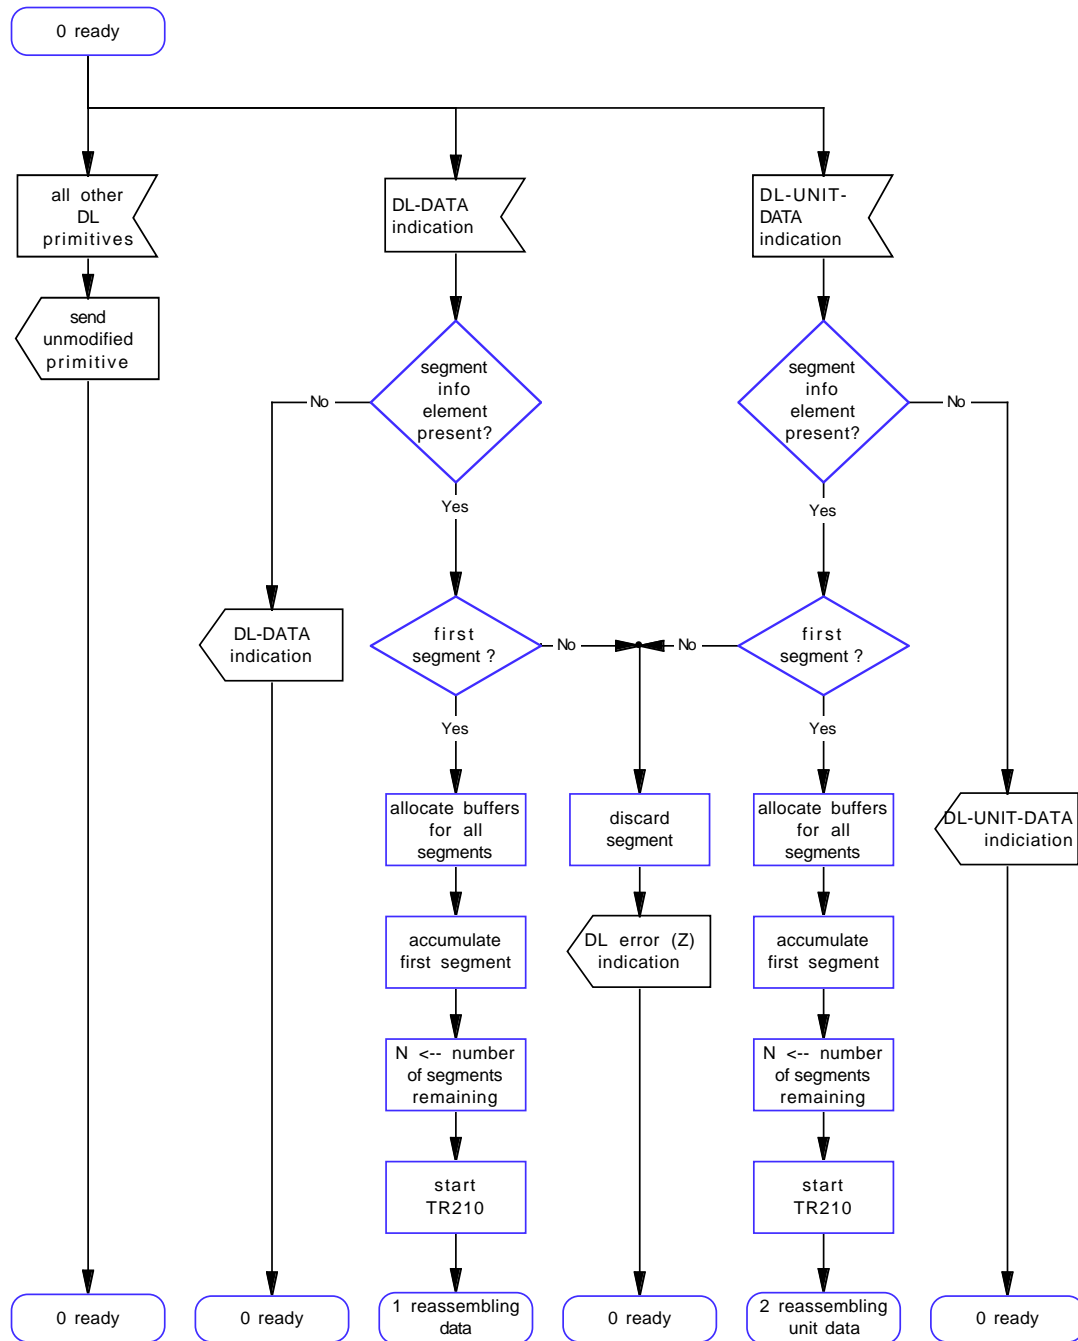 0 ready
all other
DL
primitives
DL-DATA
indication
DL-UNIT-
DATA
indication
send
unmodified
primitive
segment
info
element
present?
segment
info
element
present?
No
No
Yes
Yes
DL-DATA
indication
first
segment ?
No
No
first
segment ?
Yes
Yes
allocate buffers
for all
segments
discard
segment
allocate buffers
for all
segments
DL-UNIT-DATA
indiciation
accumulate
first segment
DL error (Z)
indication
accumulate
first segment
N <-- number
of segments
remaining
N <-- number
of segments
remaining
start
TR210
start
TR210
0 ready
0 ready
1 reassembling
data
0 ready
2 reassembling
unit data
0 ready